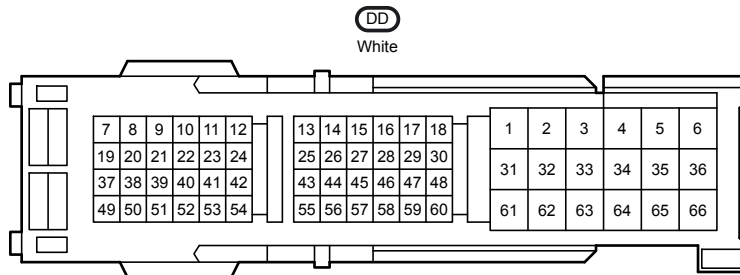 DD
White
7 8 9 10 11 12 13 14 15 16 17 18 1 2 3 4 5 6
19 20 21 22 23 24 25 26 27 28 29 30 31 32 33 34 35 36
37 38 39 40 41 42 43 44 45 46 47 48
49 50 51 52 53 54 55 56 57 58 59 60 61 62 63 64 65 66